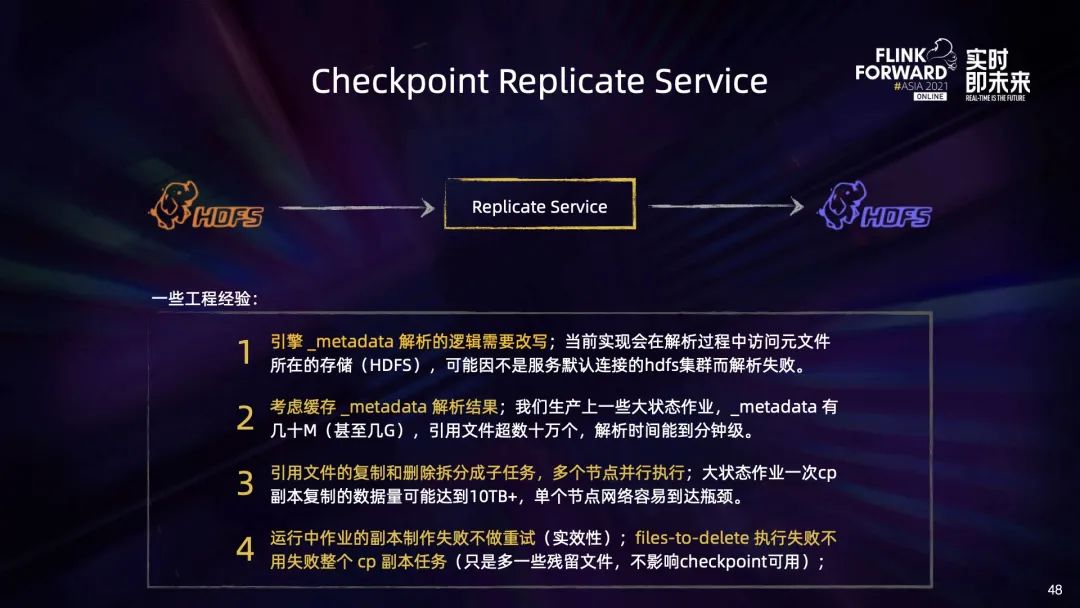 Checkpoint Replicate Service
FLINK
FORWARD
#ASIA 2021
ONLINE
实时
即未来
REAL-TIME IS THE FUTURE
HDFS
Replicate Service
HDFS
一些工程经验：
1
引擎 _metadata 解析的逻辑需要改写；当前实现会在解析过程中访问元文件
所在的存储（HDFS），可能因不是服务默认连接的hdfs集群而解析失败。
2
考虑缓存 _metadata 解析结果；我们生产上一些大状态作业，_metadata 有
几十M（甚至几G），引用文件超数十万个，解析时间能到分钟级。
3
引用文件的复制和删除拆分成子任务，多个节点并行执行；大状态作业一次cp
副本复制的数据量可能达到10TB+，单个节点网络容易到达瓶颈。
4
运行中作业的副本制作失败不做重试（实效性）；files-to-delete 执行失败不
用失败整个 cp 副本任务（只是多一些残留文件，不影响checkpoint可用）；
48